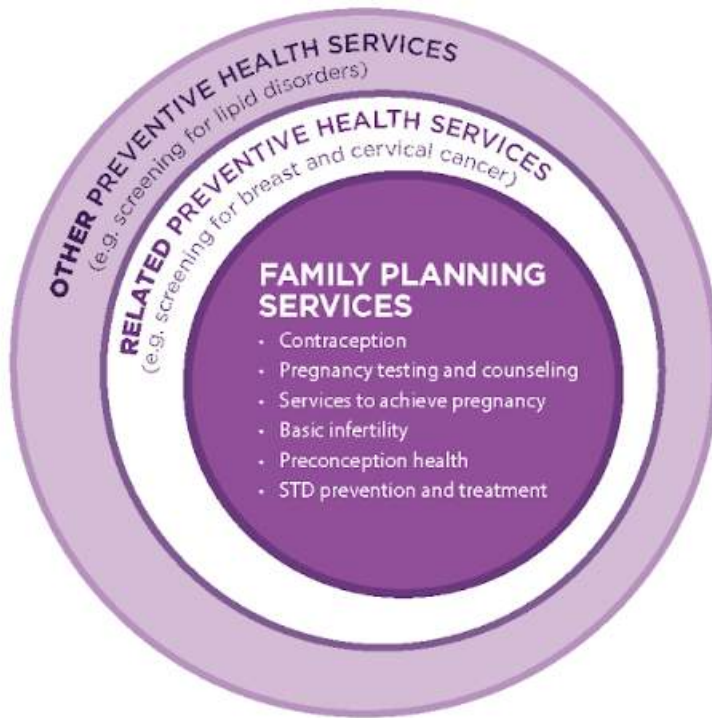 OTHER PREVENTIVE HEALTH SERVICES
(e.g. screening for lipid disorders)
RELATED PREVENTIVE HEALTH SERVICES
(e.g. screening for breast and cervical cancer)
FAMILY PLANNING
SERVICES
• Contraception
• Pregnancy testing and counseling
• Services to achieve pregnancy
• Basic infertility
• Preconception health
• STD prevention and treatment